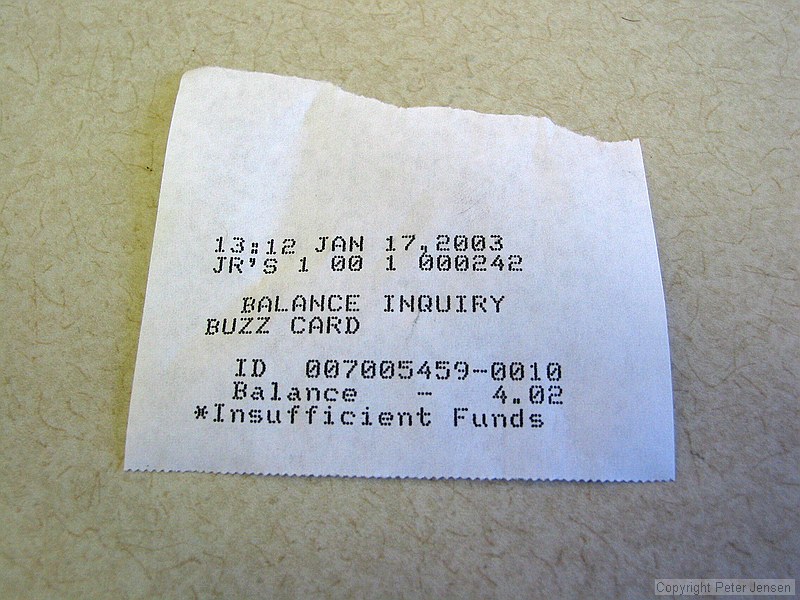 13:12 JAN 17,2003
JR'S 1 00 1 000242
BALANCE INQUIRY
BUZZ CARD
ID 007005459-0010
Balance - 4.02
*Insufficient Funds
Copyright Peter Jensen